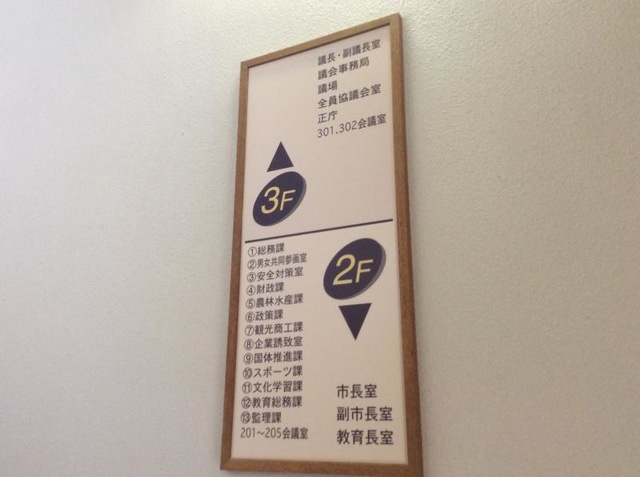 議長・副議長室
議会事務局
議場
全員協議会室
正庁
301,302会議室
3F
2F
①総務課
②男女共同参画室
③安全対策室
④財政課
⑤農林水産課
⑥政策課
⑦観光商工課
⑧企業誘致室
⑨国体推進課
⑩スポーツ課
⑪文化学習課
⑫教育総務課
⑬監理課
201～205会議室
市長室
副市長室
教育長室